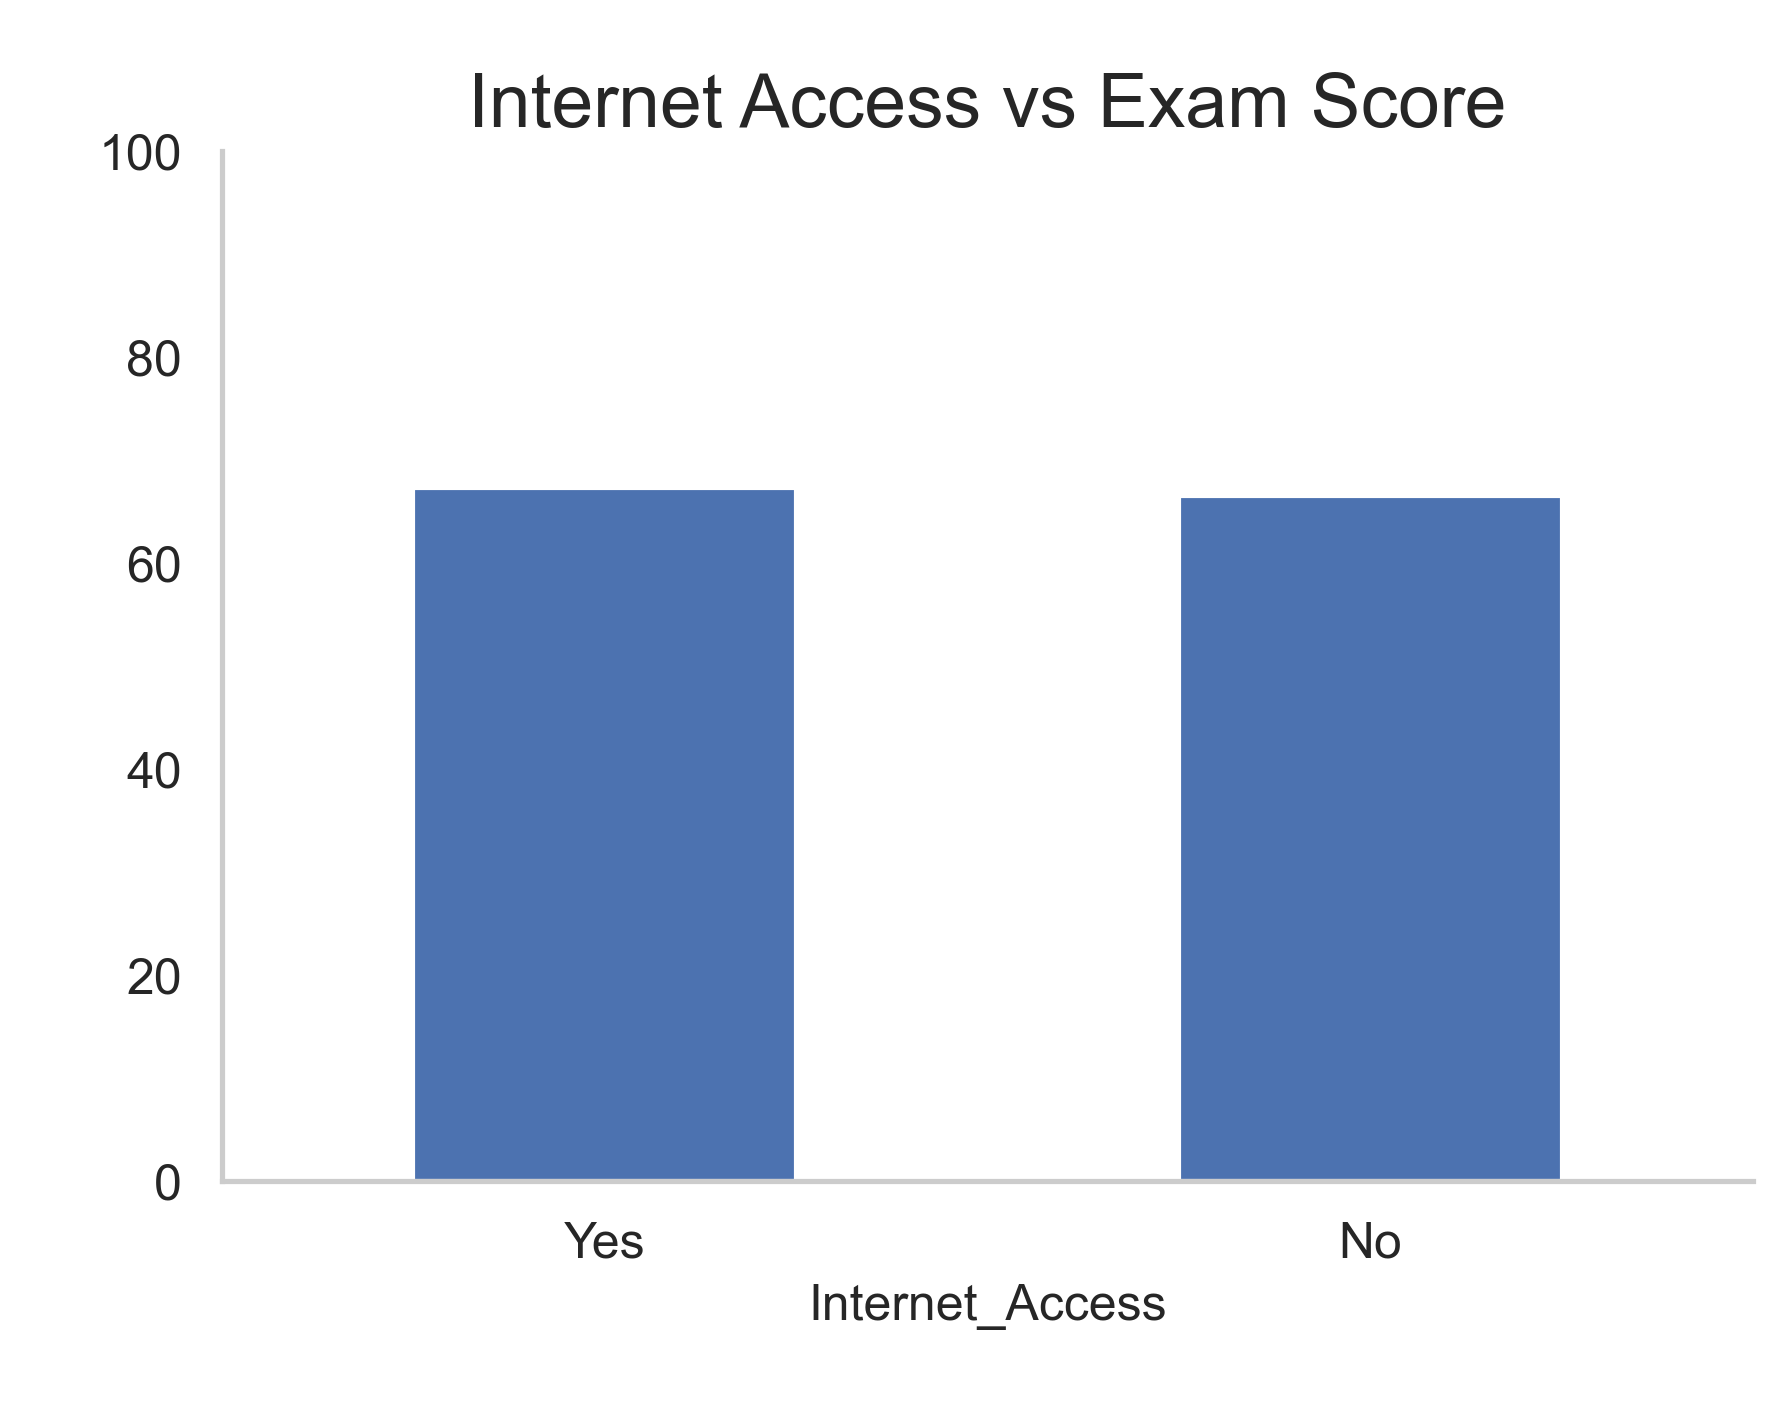 Internet Access vs Exam Score
100
80
60
40
20
0
Yes No
Internet_Access